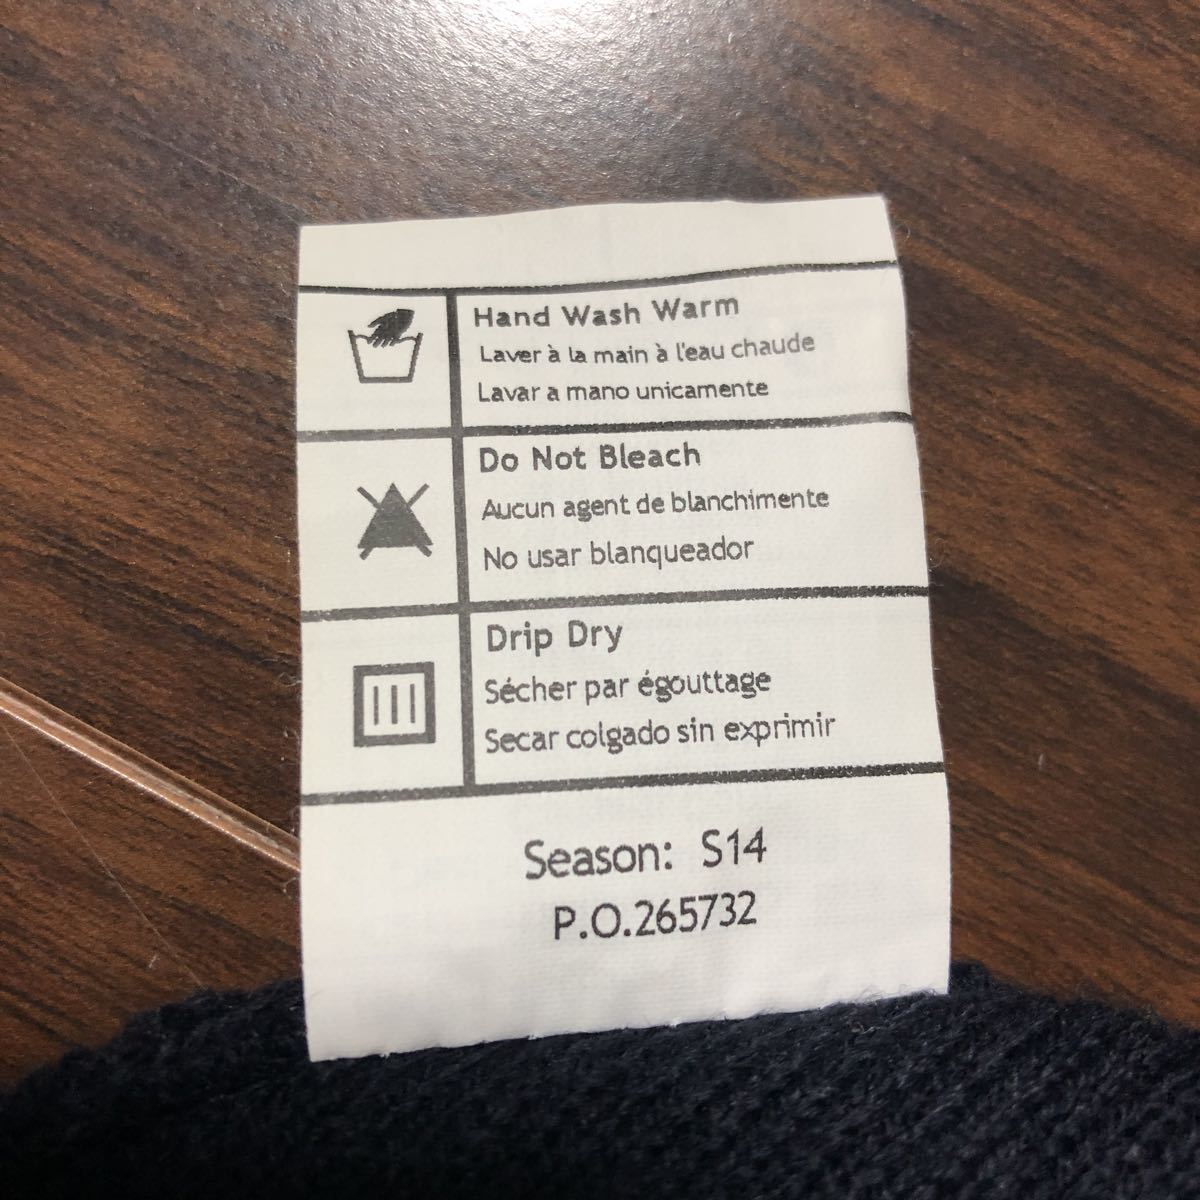 Hand Wash Warm
Laver à la main à l'eau chaude
Lavar a mano unicamente
Do Not Bleach
Aucun agent de blanchimente
No usar blanqueador
Drip Dry
Sécher par égouttage
Secar colgado sin exprimir
Season: S14
P.O.265732